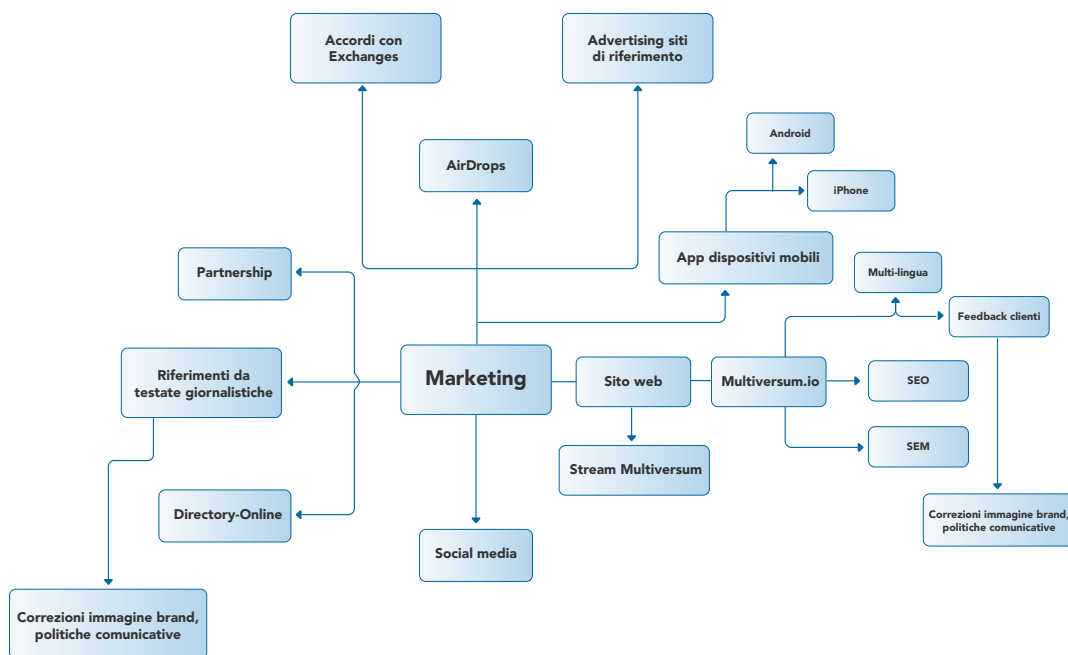 Accordi con
Exchanges
Advertising siti
di riferimento
Android
AirDrops
iPhone
App dispositivi mobili
Partnership
Multi-lingua
Feedback clienti
Riferimenti da
testate giornalistiche
Marketing
Sito web
Multiversum.io
SEO
SEM
Stream Multiversum
Directory-Online
Correzioni immagine brand,
politiche comunicative
Social media
Correzioni immagine brand,
politiche comunicative